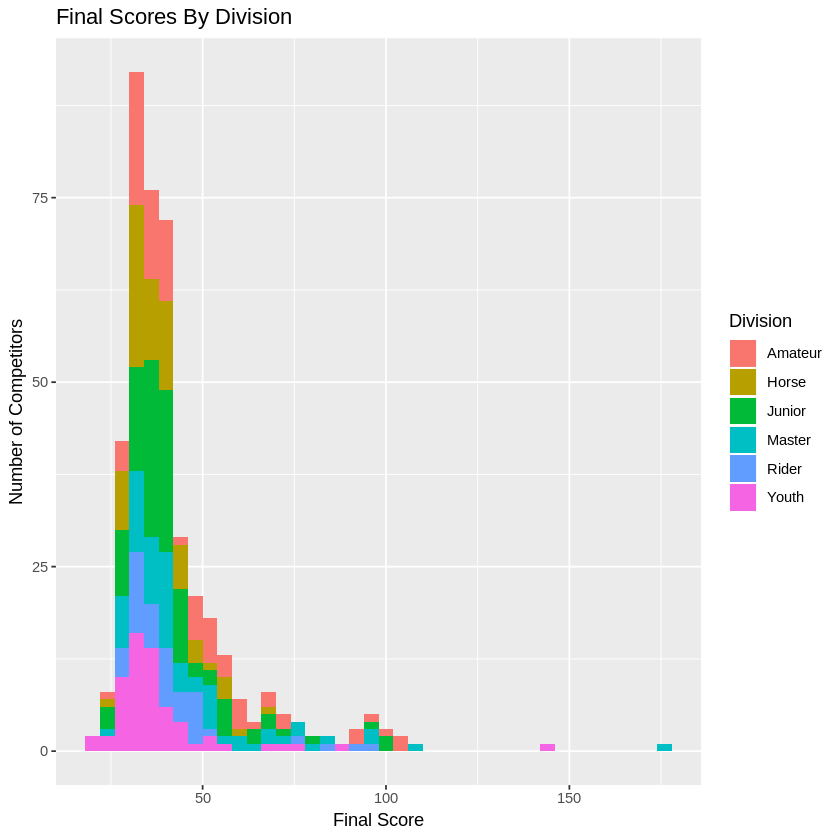 Final Scores By Division
Number of Competitors
75
50
25
0
50
100
150
Final Score
Division
Amateur
Horse
Junior
Master
Rider
Youth